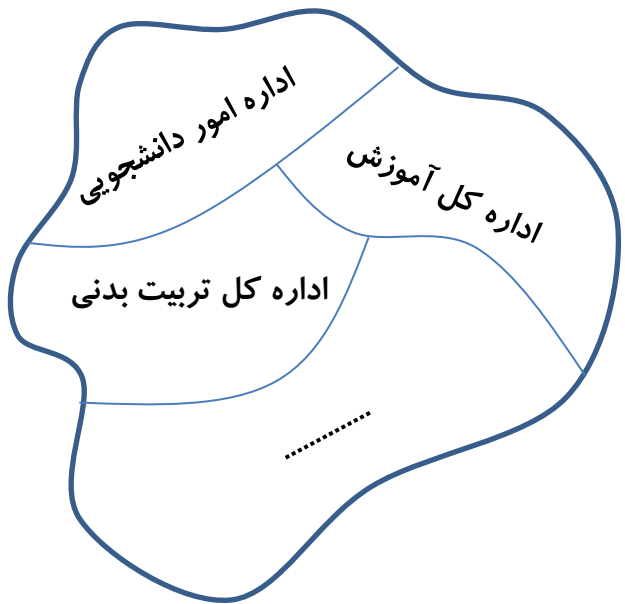 اداره امور دانشجویی
اداره کل آموزش
اداره کل تربیت بدنی
..............